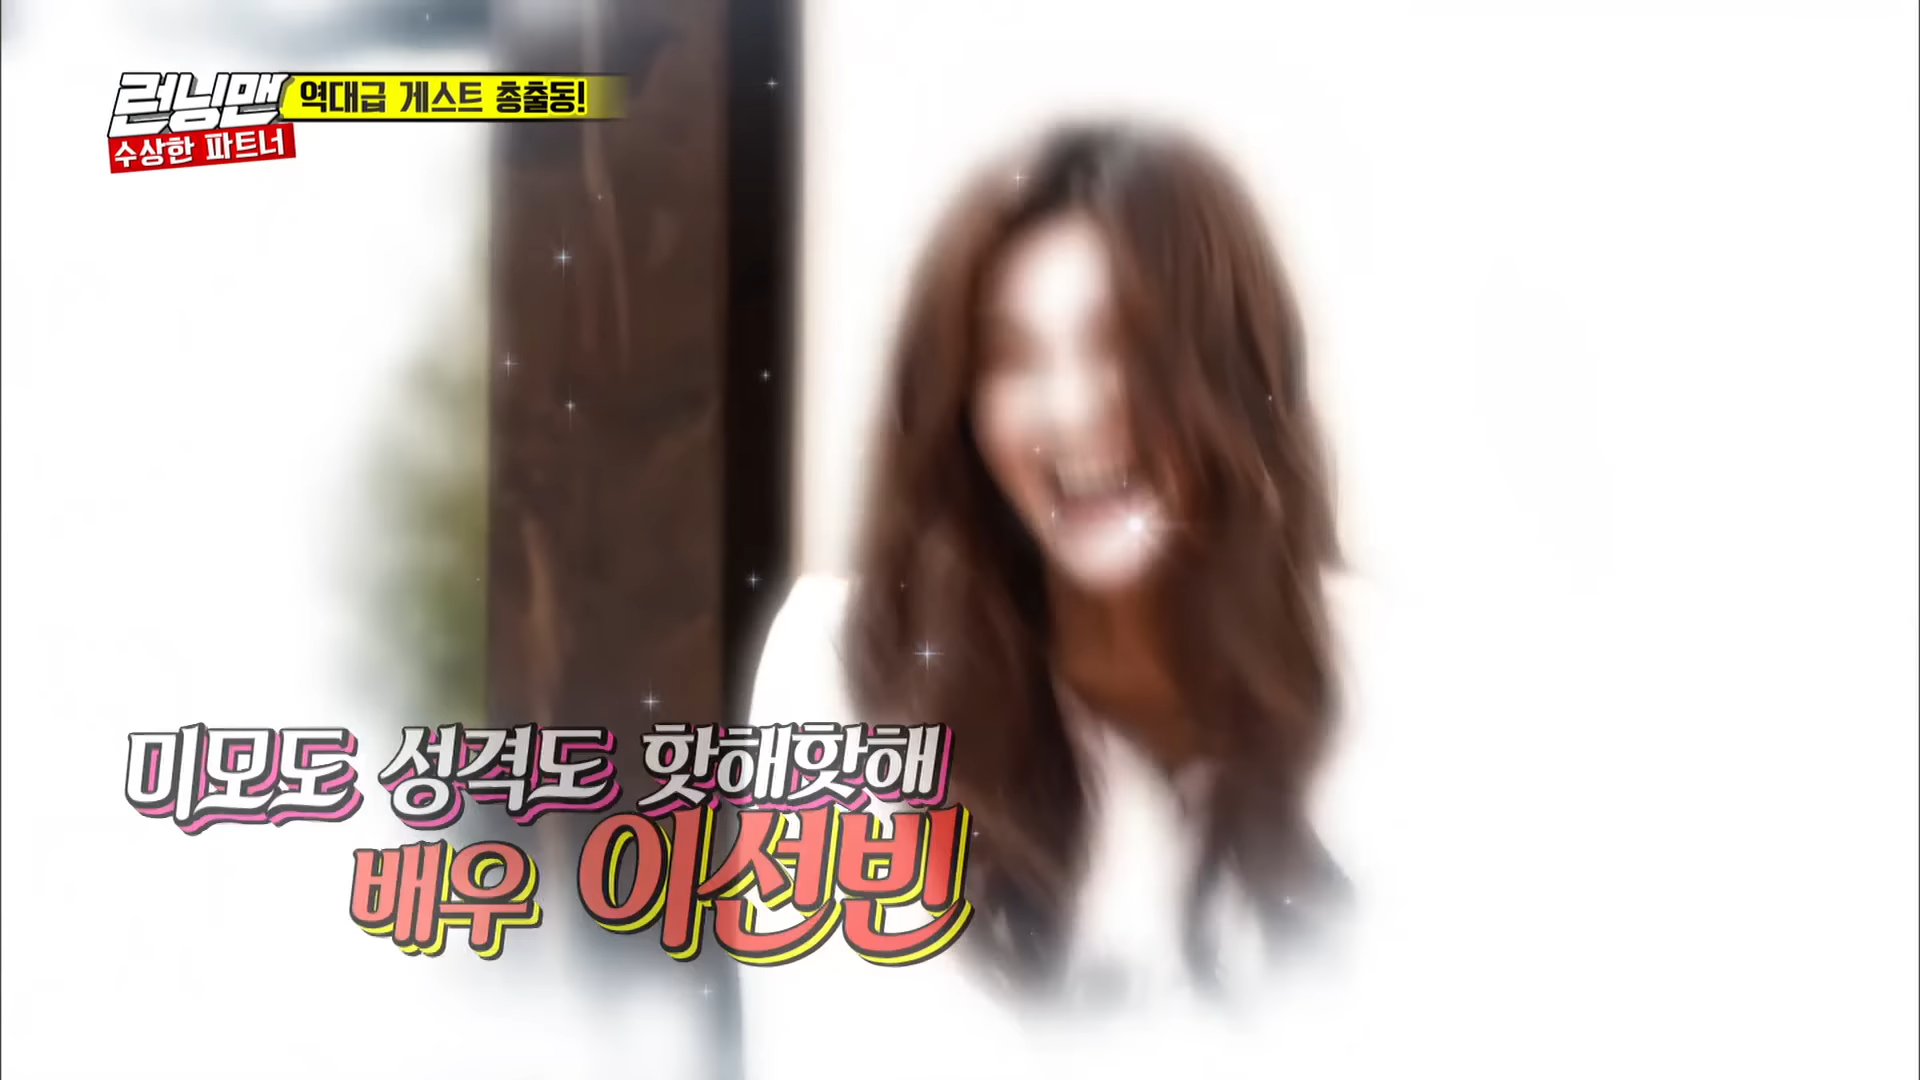 런닝맨 역대급 게스트 총출동!
수상한 파트너
미모도 성격도 핫해핫해
배우 이선빈